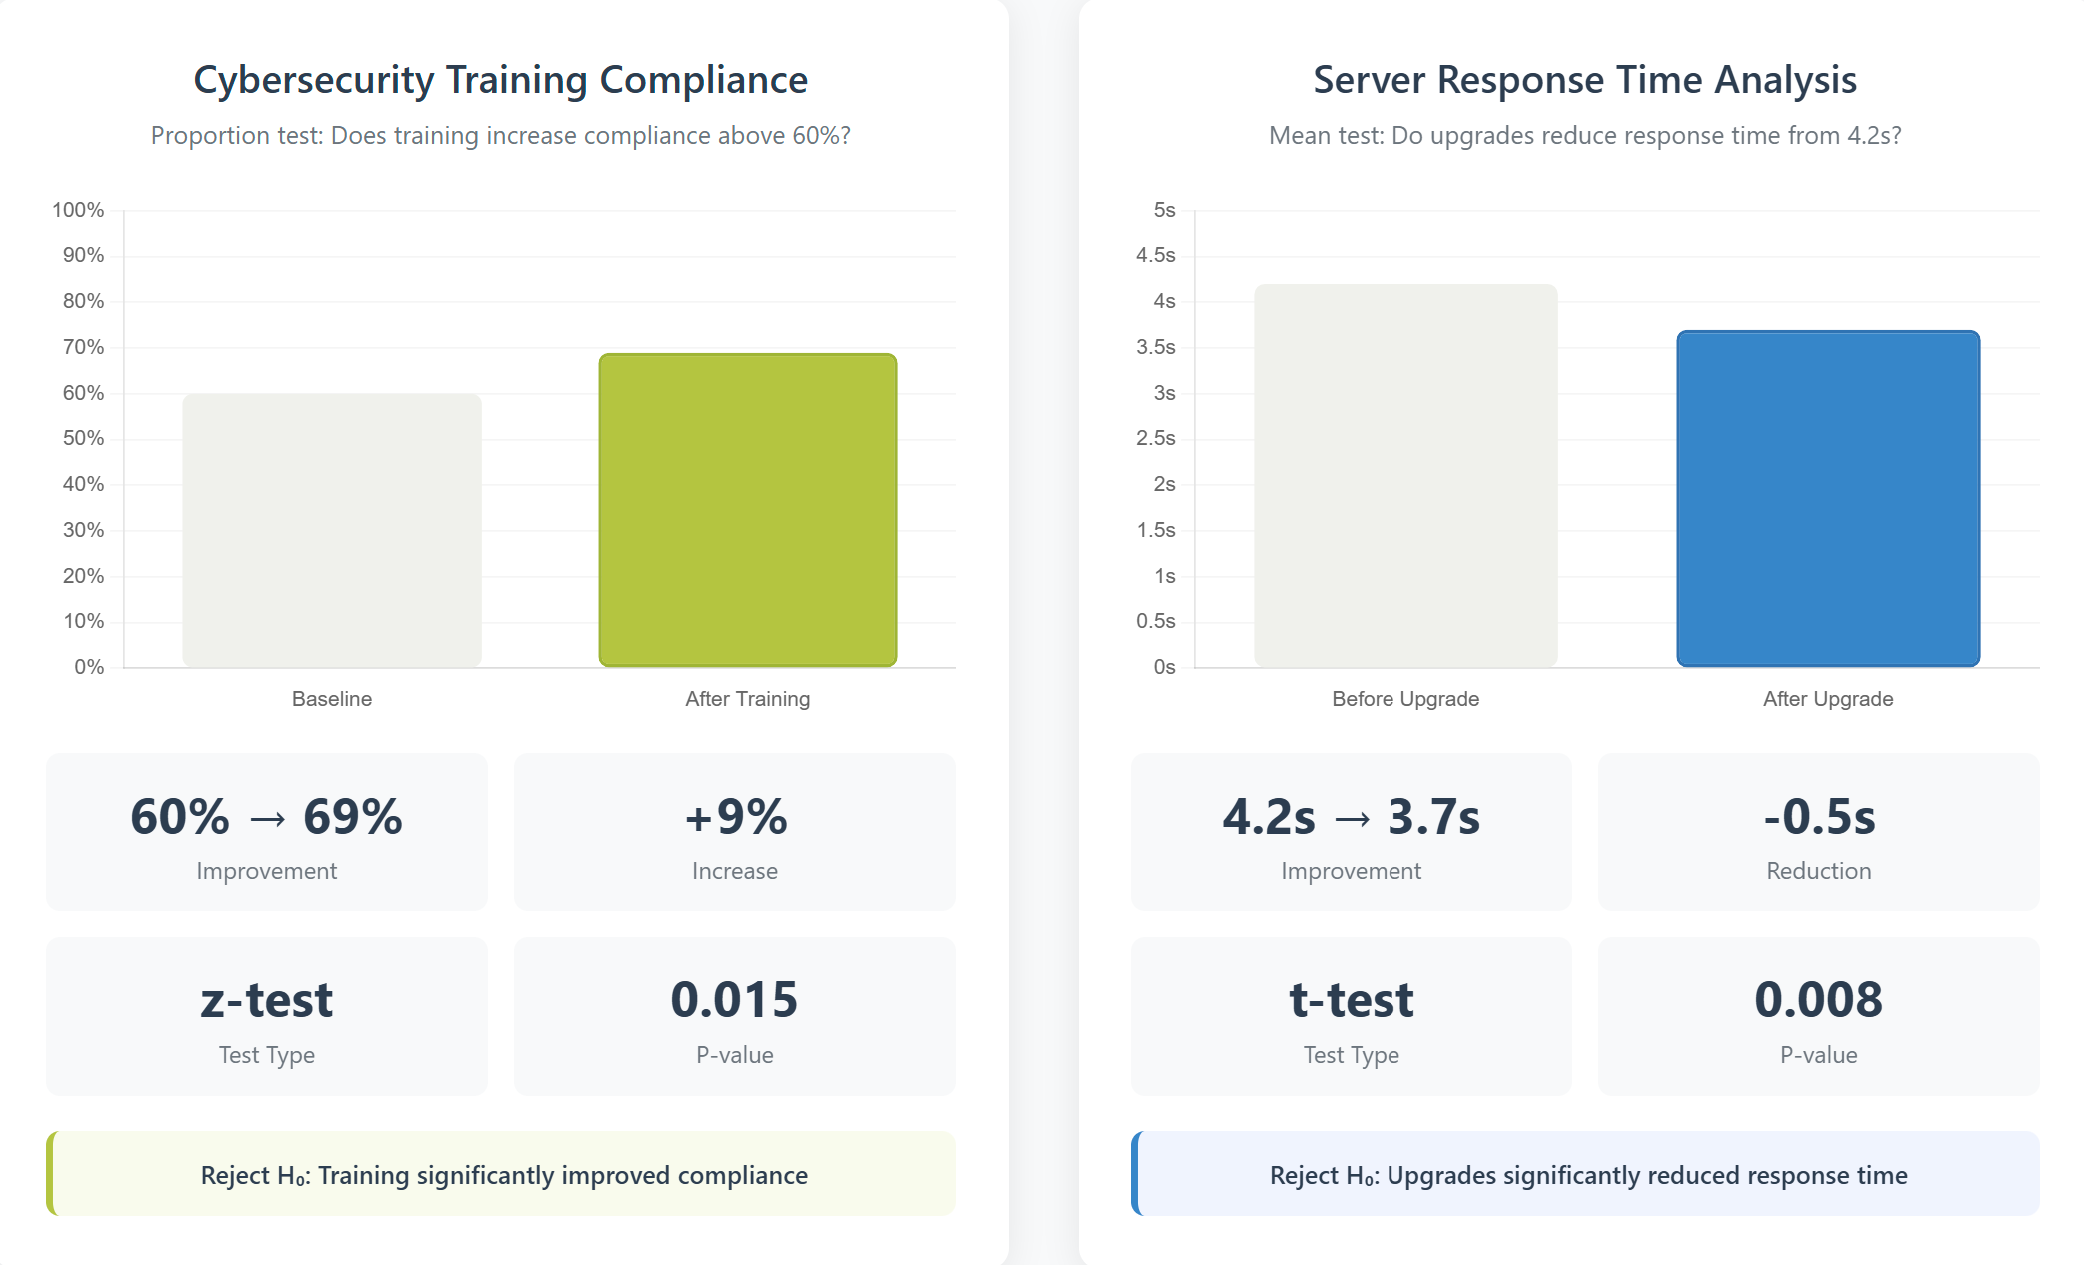 Cybersecurity Training Compliance
Proportion test: Does training increase compliance above 60%?
100%
90%
80%
70%
60%
50%
40%
30%
20%
10%
0%
Baseline
After Training
60% → 69%
Improvement
+9%
Increase
z-test
Test Type
0.015
P-value
Reject H₀: Training significantly improved compliance
Server Response Time Analysis
Mean test: Do upgrades reduce response time from 4.2s?
5s
4.5s
4s
3.5s
3s
2.5s
2s
1.5s
1s
0.5s
0s
Before Upgrade
After Upgrade
4.2s → 3.7s
Improvement
-0.5s
Reduction
t-test
Test Type
0.008
P-value
Reject H₀: Upgrades significantly reduced response time